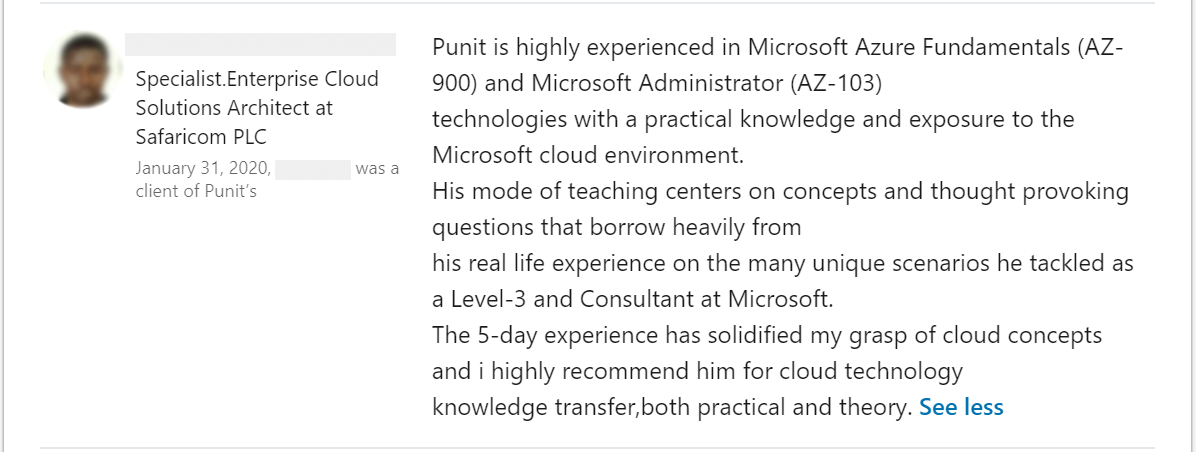 Specialist.Enterprise Cloud
Solutions Architect at
Safaricom PLC
January 31, 2020, was a
client of Punit's
Punit is highly experienced in Microsoft Azure Fundamentals (AZ-
900) and Microsoft Administrator (AZ-103)
technologies with a practical knowledge and exposure to the
Microsoft cloud environment.
His mode of teaching centers on concepts and thought provoking
questions that borrow heavily from
his real life experience on the many unique scenarios he tackled as
a Level-3 and Consultant at Microsoft.
The 5-day experience has solidified my grasp of cloud concepts
and i highly recommend him for cloud technology
knowledge transfer,both practical and theory. See less